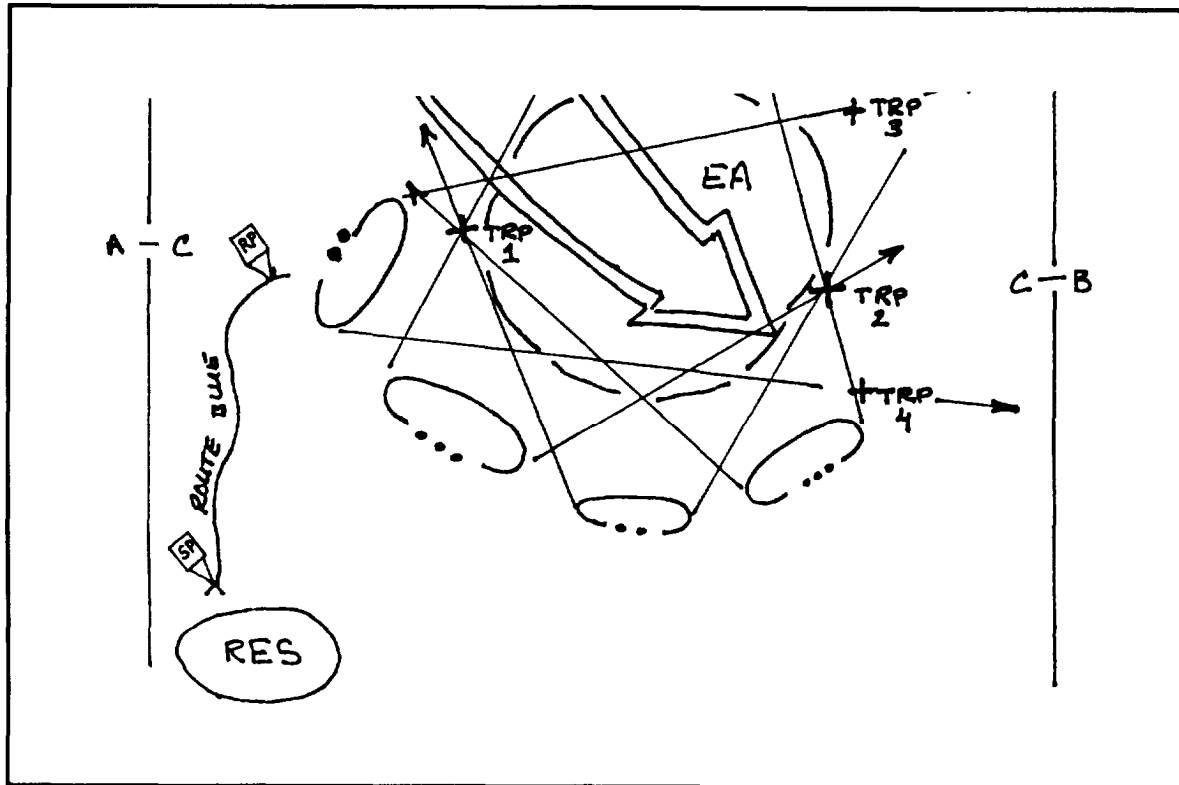 TRP
3
EA
TRP
1
A - C
RP
C - B
TRP
2
TRP
4
ROUTE BLUE
SP
RES